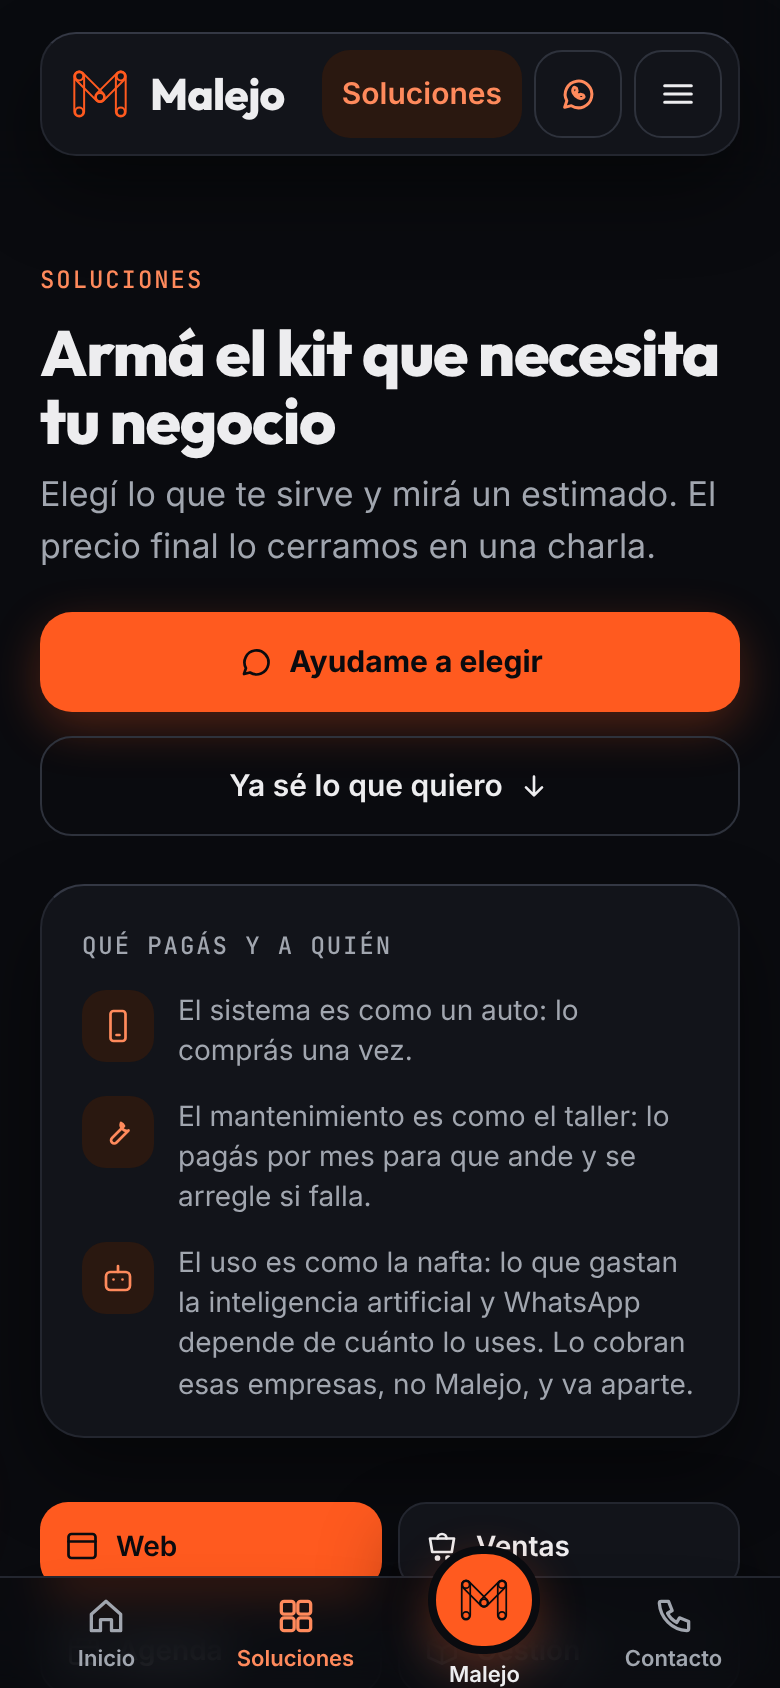 Malejo
Soluciones
SOLUCIONES
Armá el kit que necesita
tu negocio
Elegí lo que te sirve y mirá un estimado. El
precio final lo cerramos en una charla.
Ayudame a elegir
Ya sé lo que quiero ↓
QUÉ PAGÁS Y A QUIÉN
El sistema es como un auto: lo
comprás una vez.
El mantenimiento es como el taller: lo
pagás por mes para que ande y se
arregle si falla.
El uso es como la nafta: lo que gastan
la inteligencia artificial y WhatsApp
depende de cuánto lo uses. Lo cobran
esas empresas, no Malejo, y va aparte.
Web
Ventas
Inicio
Soluciones
Malejo
Contacto